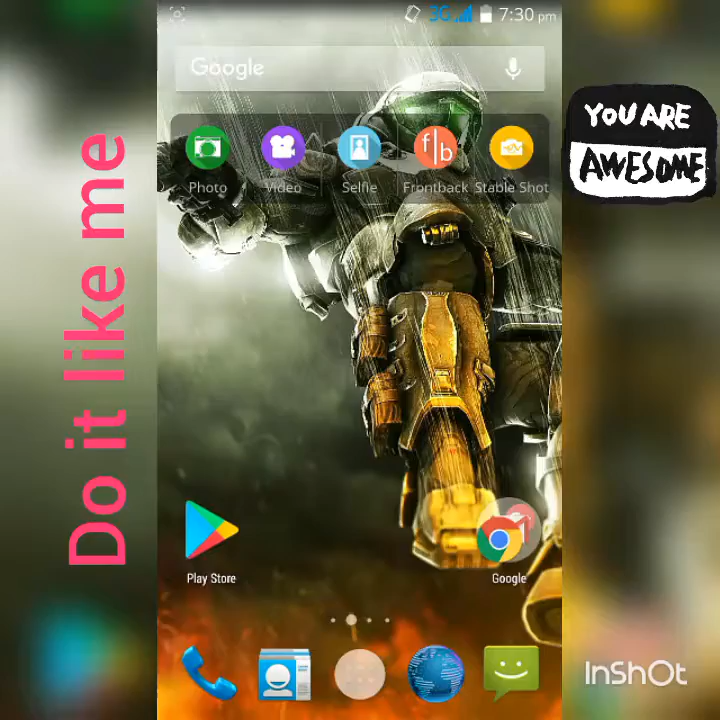 3G 7:30 pm
Google
Photo Video Selfie Frontback Stable Shot
f b
Play Store
Google
Do it like me
YOU ARE
AWESOME
InShOt